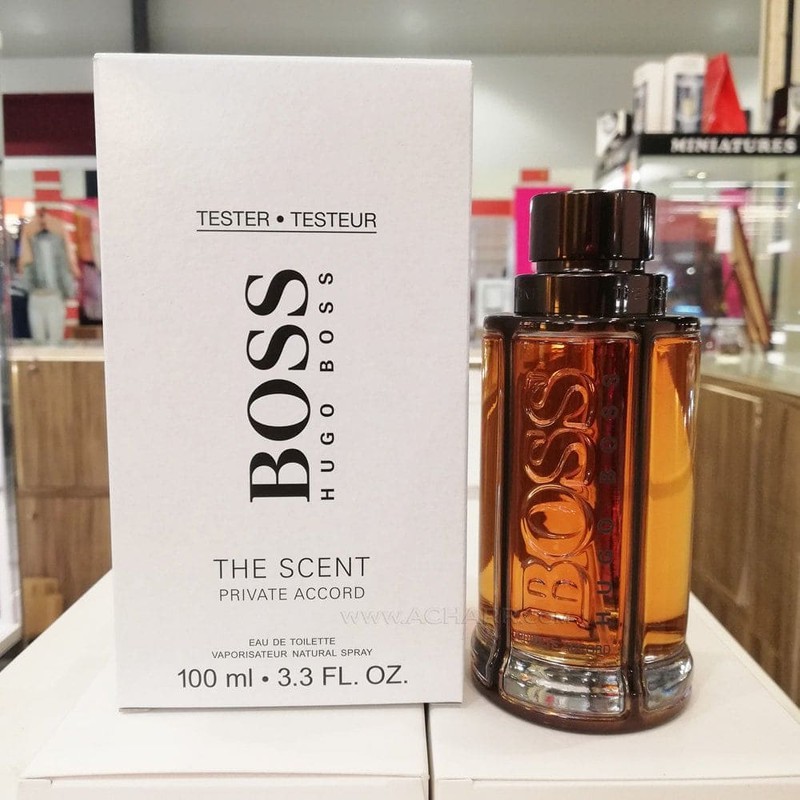 MINIATURES
TESTER • TESTEUR
BOSS
HUGO BOSS
THE SCENT
PRIVATE ACCORD
EAU DE TOILETTE
VAPORISATEUR NATURAL SPRAY
100 ml • 3.3 FL. OZ.
BOSS
HUGO BOSS